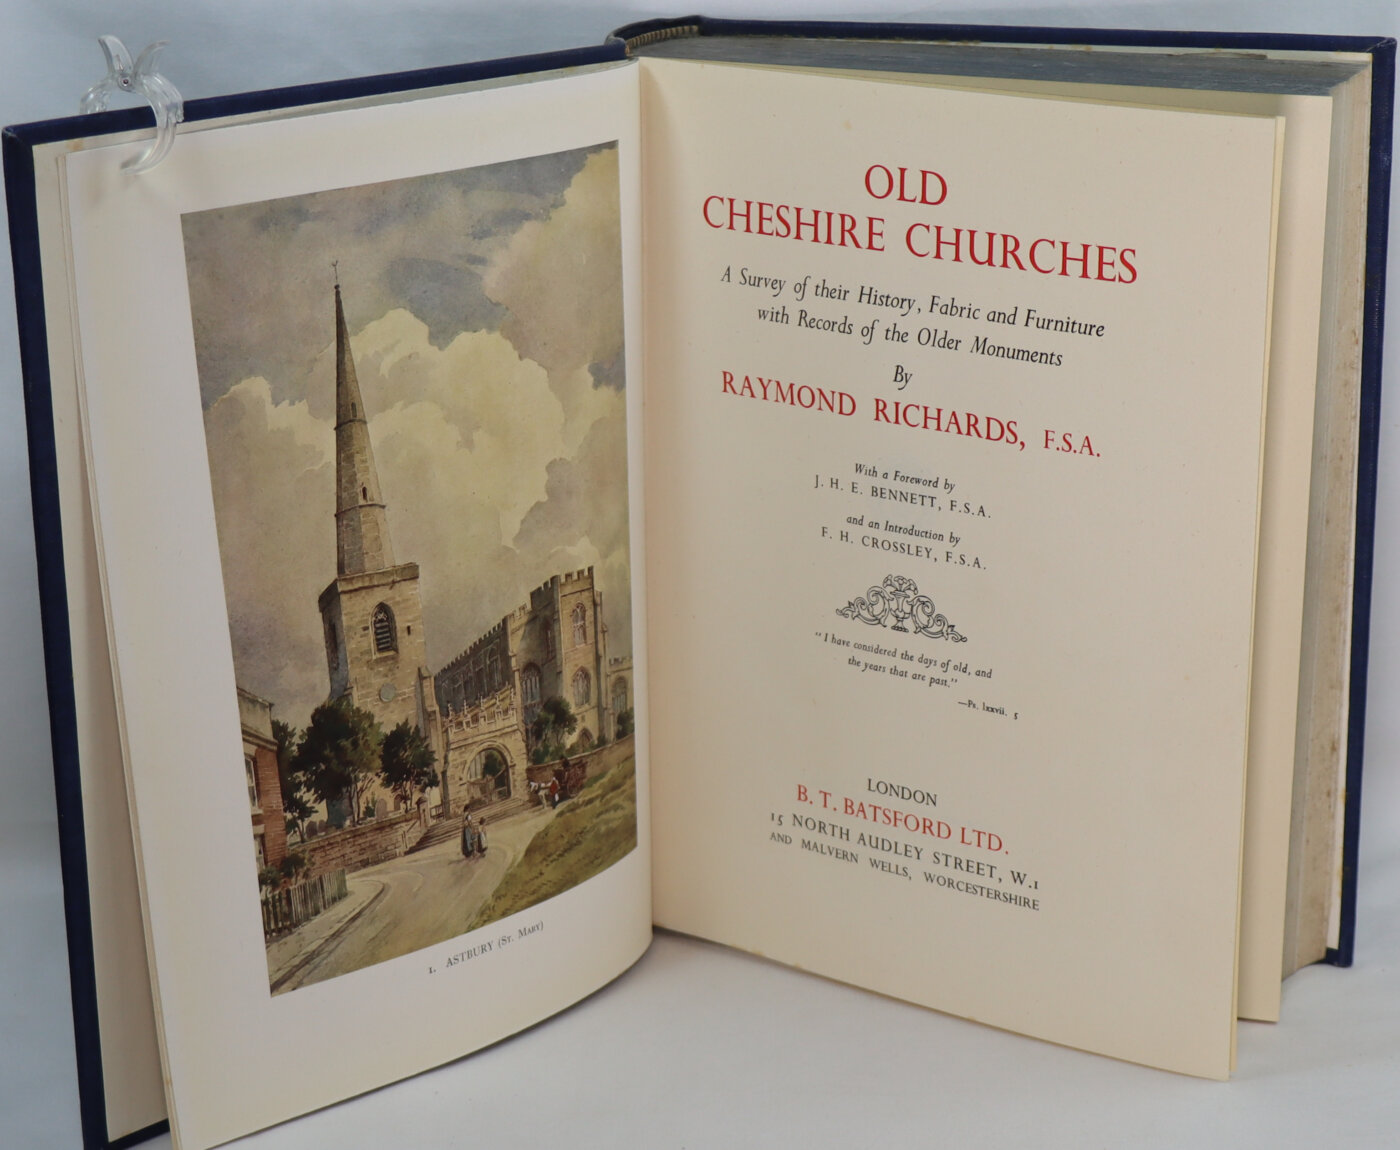 1. ASTBURY (St. Mary)
OLD
CHESHIRE CHURCHES
A Survey of their History, Fabric and Furniture
with Records of the Older Monuments
By
RAYMOND RICHARDS, F.S.A.
With a Foreword by
J. H. E. BENNETT, F.S.A.
and an Introduction by
F. H. CROSSLEY, F.S.A.
"I have considered the days of old, and
the years that are past."
—Ps. lxxvii. 5
LONDON
B. T. BATSFORD LTD.
15 NORTH AUDLEY STREET, W.1
AND MALVERN WELLS, WORCESTERSHIRE